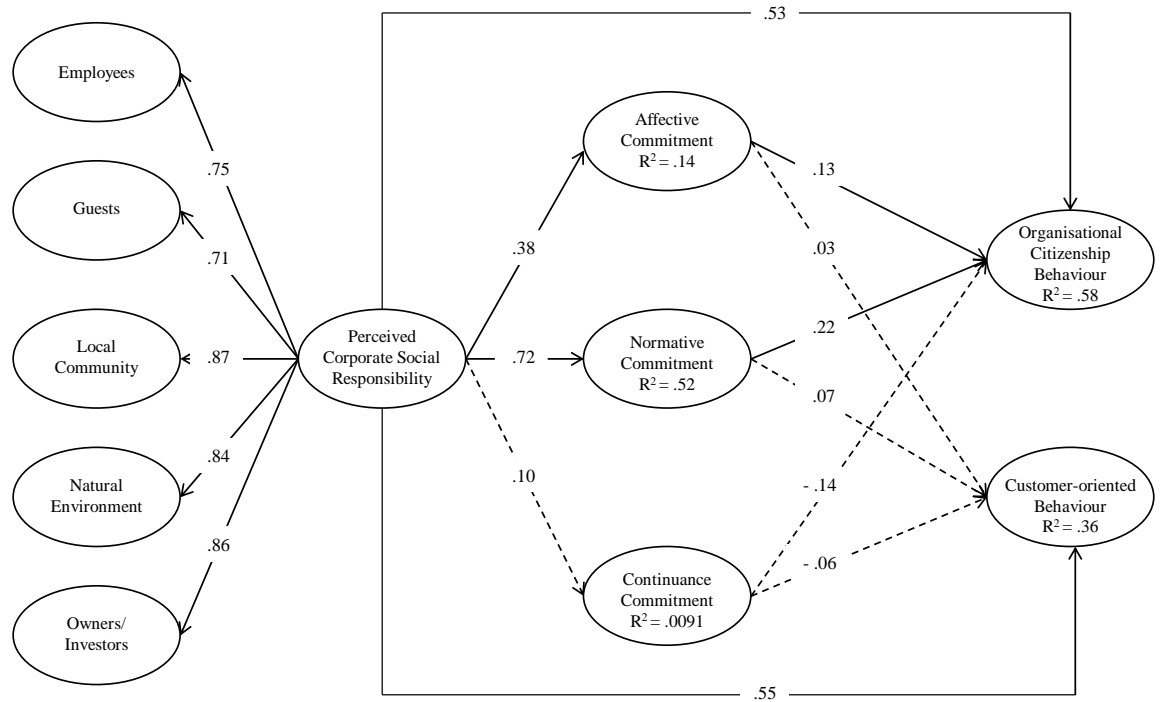 .53
Employees
Guests
Local
Community
Natural
Environment
Owners/
Investors
.75
.71
.87
.84
.86
Perceived
Corporate Social
Responsibility
.38
.72
.10
Affective
Commitment
R² = .14
Normative
Commitment
R² = .52
Continuance
Commitment
R² = .0091
.13
.03
.22
.07
- .14
- .06
Organisational
Citizenship
Behaviour
R² = .58
Customer-oriented
Behaviour
R² = .36
.55